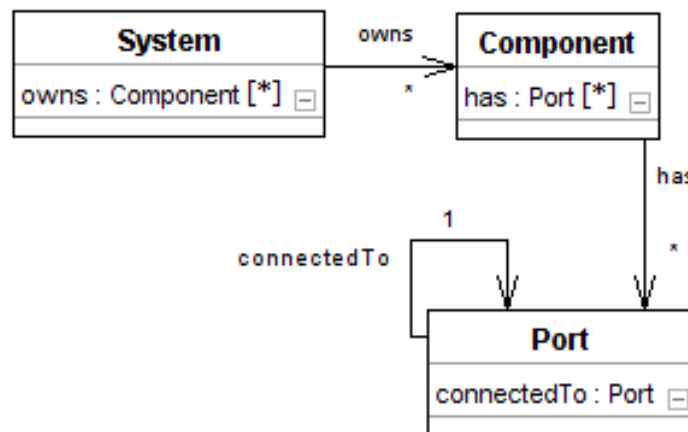 System
owns
Component
owns : Component [*]
*
has : Port [*]
has
1
*
connectedTo
Port
connectedTo : Port